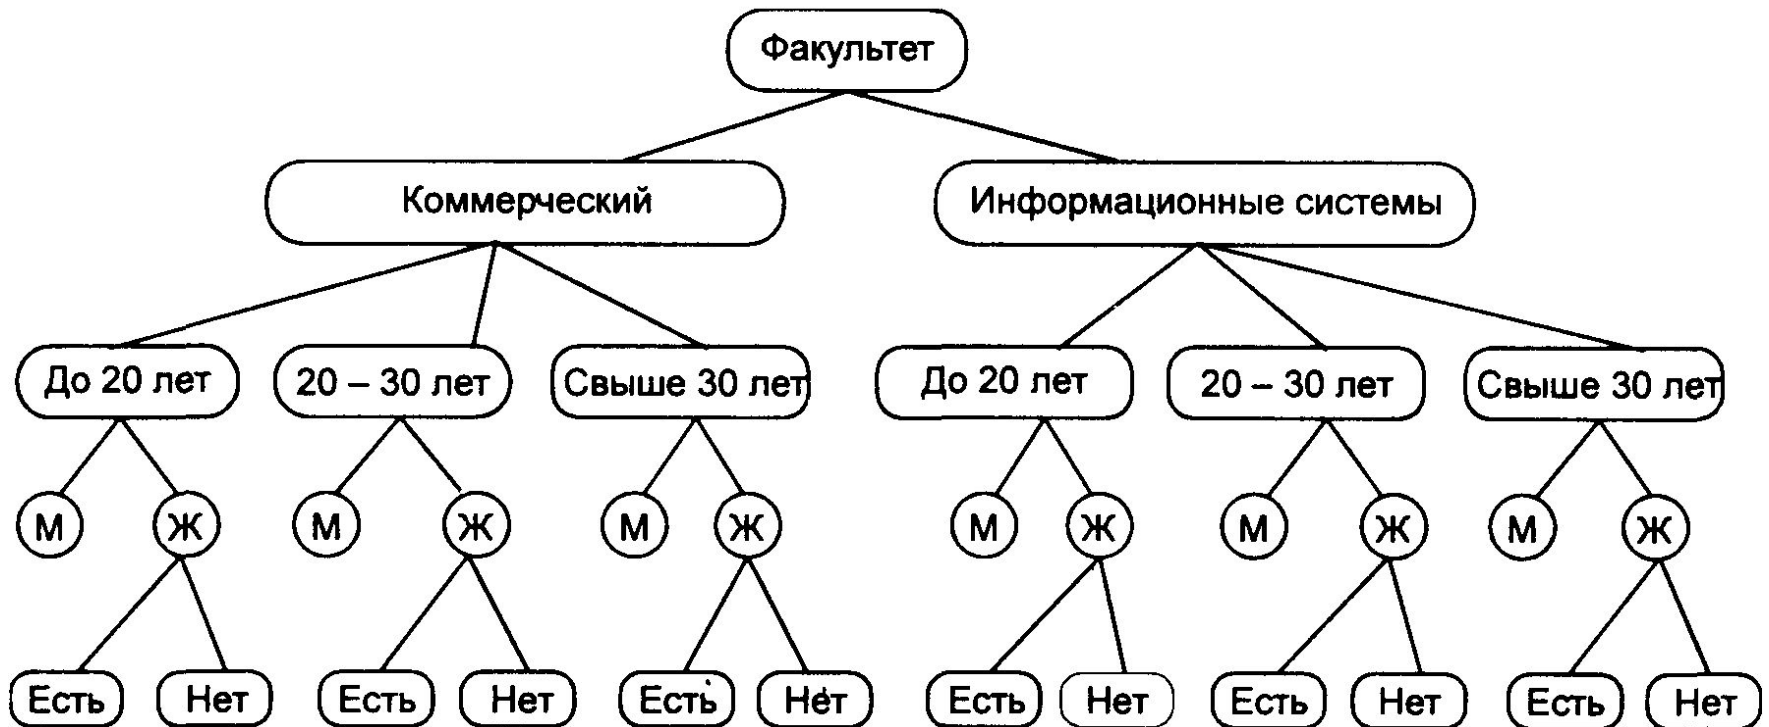 Факультет
Коммерческий
Информационные системы
До 20 лет
20 – 30 лет
Свыше 30 лет
До 20 лет
20 – 30 лет
Свыше 30 лет
М
Ж
М
Ж
М
Ж
М
Ж
М
Ж
М
Ж
Есть
Нет
Есть
Нет
Есть
Нет
Есть
Нет
Есть
Нет
Есть
Нет